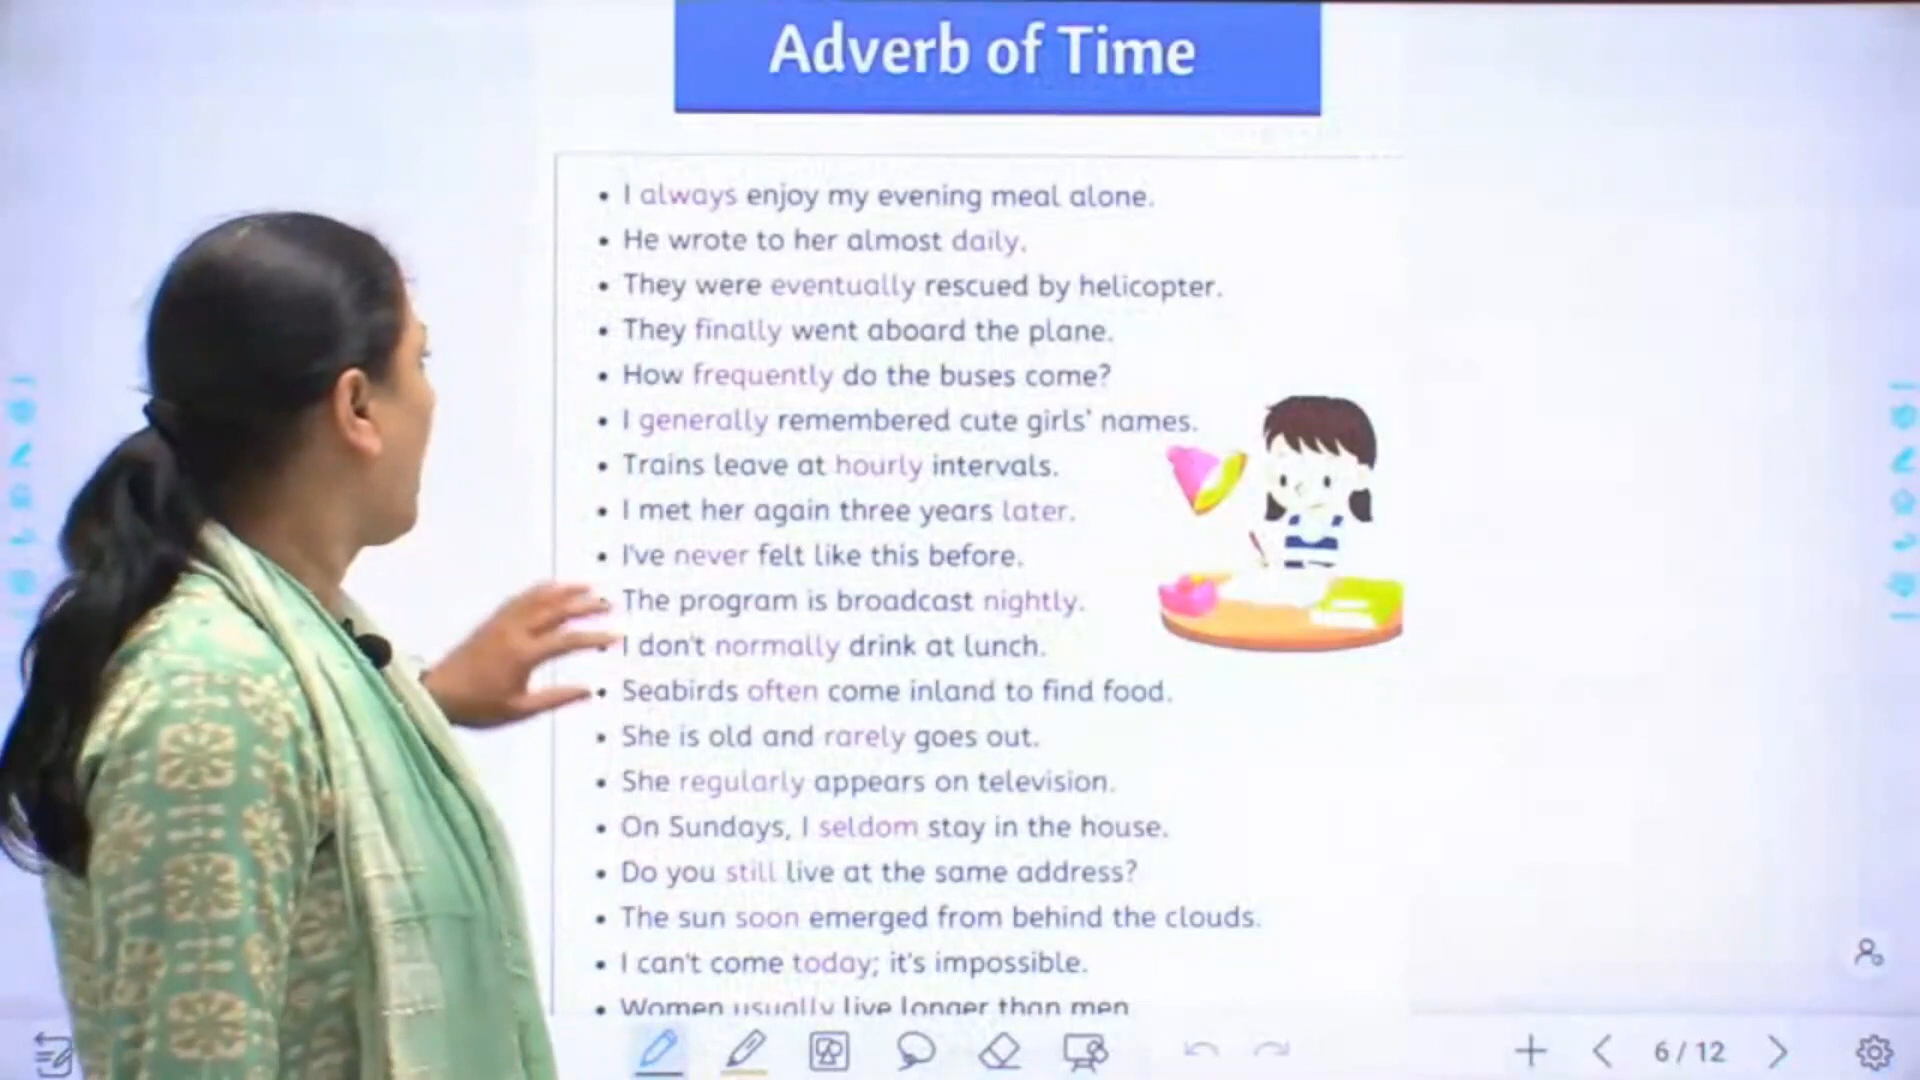 Adverb of Time
• I always enjoy my evening meal alone.
• He wrote to her almost daily.
• They were eventually rescued by helicopter.
• They finally went aboard the plane.
• How frequently do the buses come?
• I generally remembered cute girls' names.
• Trains leave at hourly intervals.
• I met her again three years later.
• I've never felt like this before.
• The program is broadcast nightly.
• I don't normally drink at lunch.
• Seabirds often come inland to find food.
• She is old and rarely goes out.
• She regularly appears on television.
• On Sundays, I seldom stay in the house.
• Do you still live at the same address?
• The sun soon emerged from behind the clouds.
• I can't come today; it's impossible.
• Women usually live longer than men
6/12